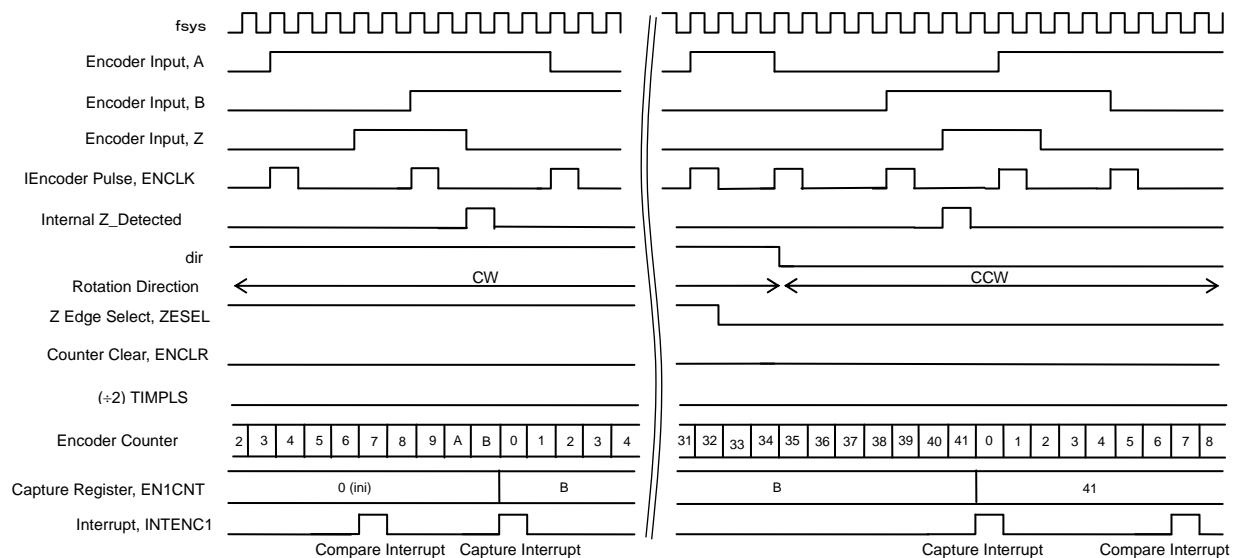 fsys
Encoder Input, A
Encoder Input, B
Encoder Input, Z
IEncoder Pulse, ENCLK
Internal Z_Detected
dir
Rotation Direction CW CCW
Z Edge Select, ZESEL
Counter Clear, ENCLR
(÷2) TIMPLS
Encoder Counter 2 3 4 5 6 7 8 9 A B 0 1 2 3 4 31 32 33 34 35 36 37 38 39 40 41 0 1 2 3 4 5 6 7 8
Capture Register, EN1CNT 0 (ini) B B 41
Interrupt, INTENC1
Compare Interrupt Capture Interrupt Capture Interrupt Compare Interrupt